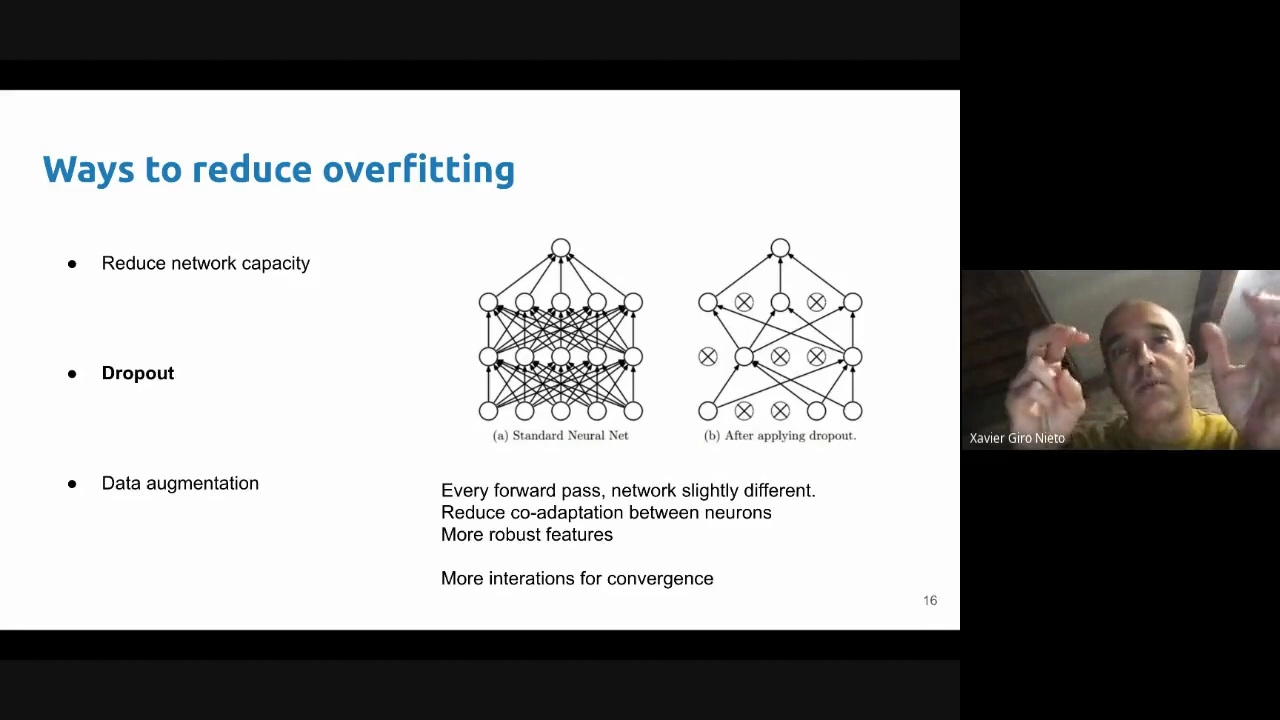 Ways to reduce overfitting
● Reduce network capacity
● Dropout
● Data augmentation
(a) Standard Neural Net
(b) After applying dropout.
Every forward pass, network slightly different.
Reduce co-adaptation between neurons
More robust features
More interations for convergence
16
Xavier Giro Nieto